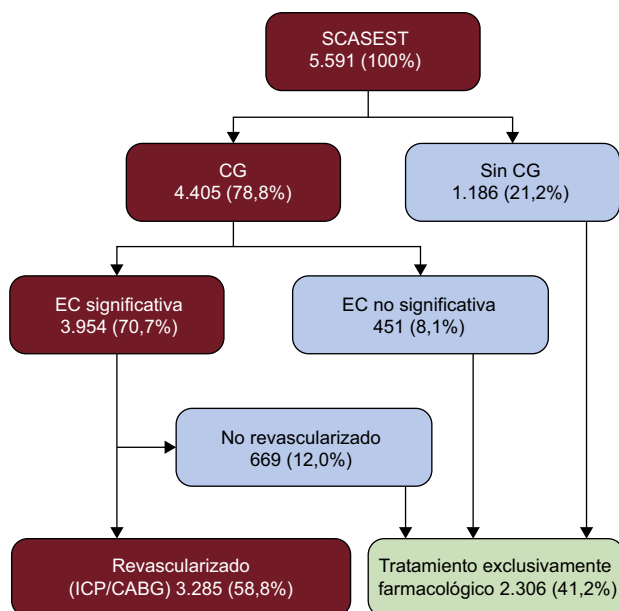 SCASEST
5.591 (100%)
CG
4.405 (78,8%)
Sin CG
1.186 (21,2%)
EC significativa
3.954 (70,7%)
EC no significativa
451 (8,1%)
No revascularizado
669 (12,0%)
Revascularizado
(ICP/CABG) 3.285 (58,8%)
Tratamiento exclusivamente
farmacológico 2.306 (41,2%)